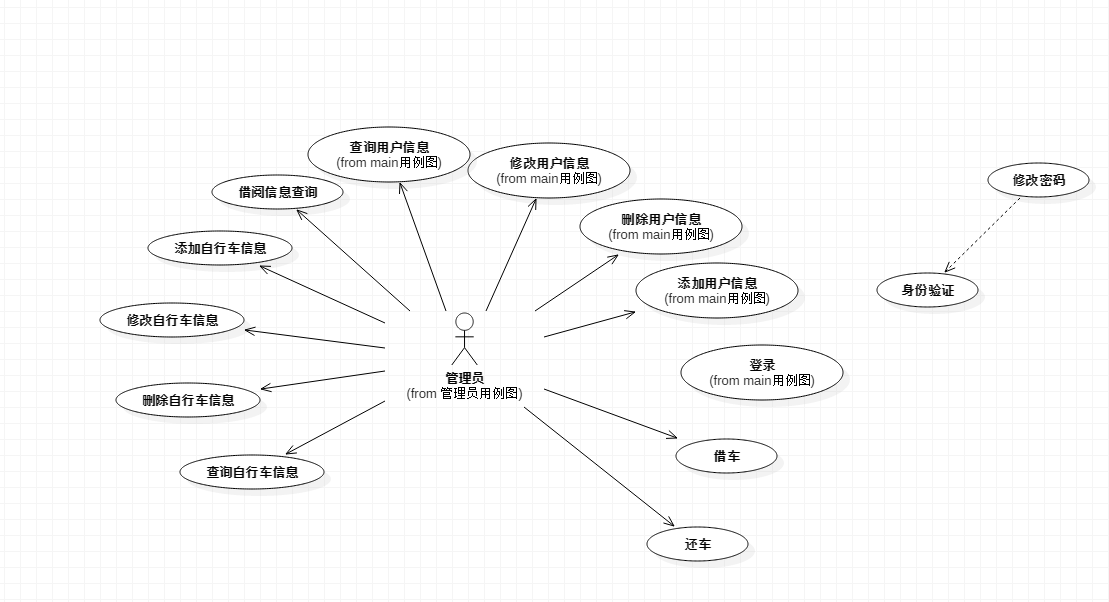 查询用户信息
(from main用例图)
修改用户信息
(from main用例图)
借阅信息查询
修改密码
删除用户信息
(from main用例图)
添加自行车信息
添加用户信息
(from main用例图)
身份验证
修改自行车信息
登录
(from main用例图)
管理员
(from 管理员用例图)
删除自行车信息
借车
查询自行车信息
还车